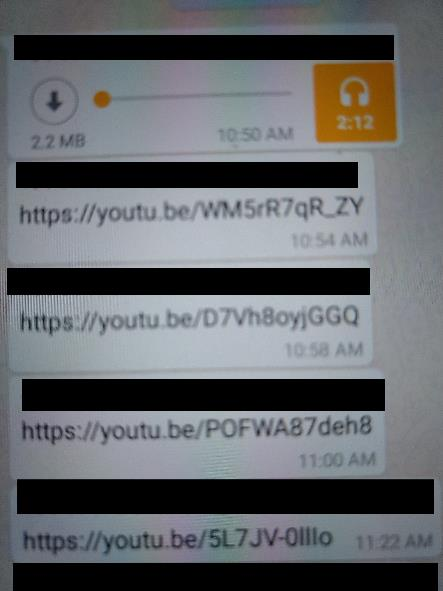 2:12
2.2 MB 10:50 AM
https://youtu.be/WM5rR7qR_ZY
10:54 AM
https://youtu.be/D7Vh8oyjGGQ
10:58 AM
https://youtu.be/POFWA87deh8
11:00 AM
https://youtu.be/5L7JV-0lllo 11:22 AM